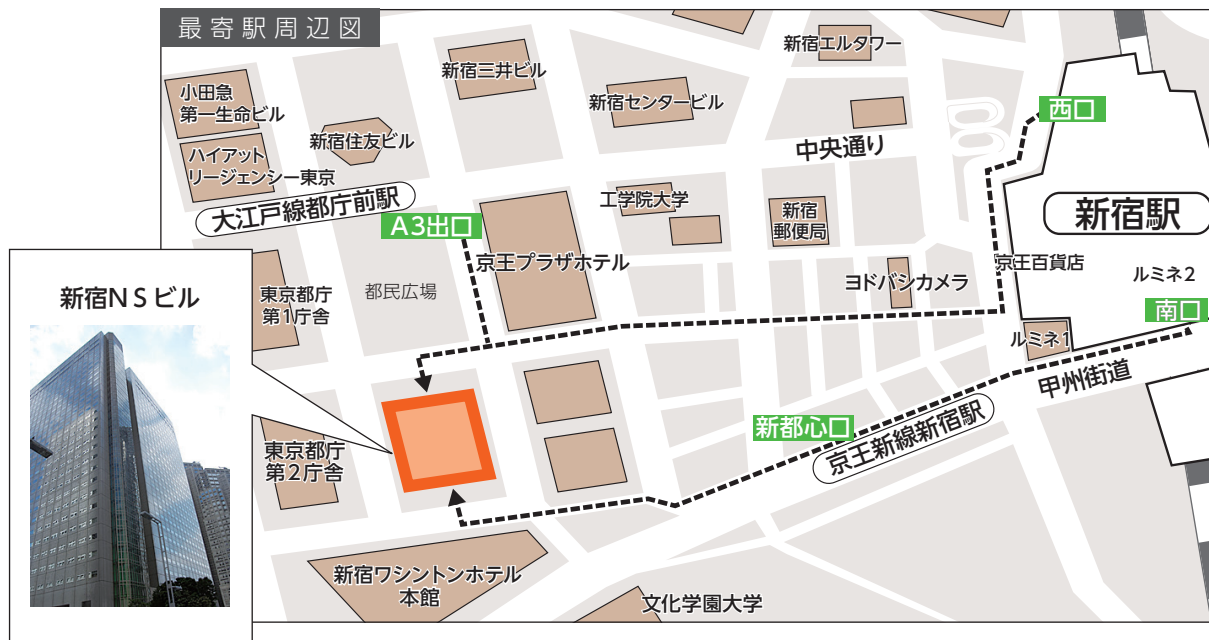 最寄駅周辺図
新宿エルタワー
新宿三井ビル
小田急
第一生命ビル
新宿センタービル
西口
新宿住友ビル
中央通り
ハイアット
リージェンシー東京
大江戸線都庁前駅
工学院大学
新宿
郵便局
新宿駅
A3出口
京王プラザホテル
京王百貨店
ルミネ2
ヨドバシカメラ
新宿NSビル
東京都庁
第1庁舎
都民広場
南口
ルミネ1
甲州街道
新都心口
京王新線新宿駅
東京都庁
第2庁舎
新宿ワシントンホテル
本館
文化学園大学